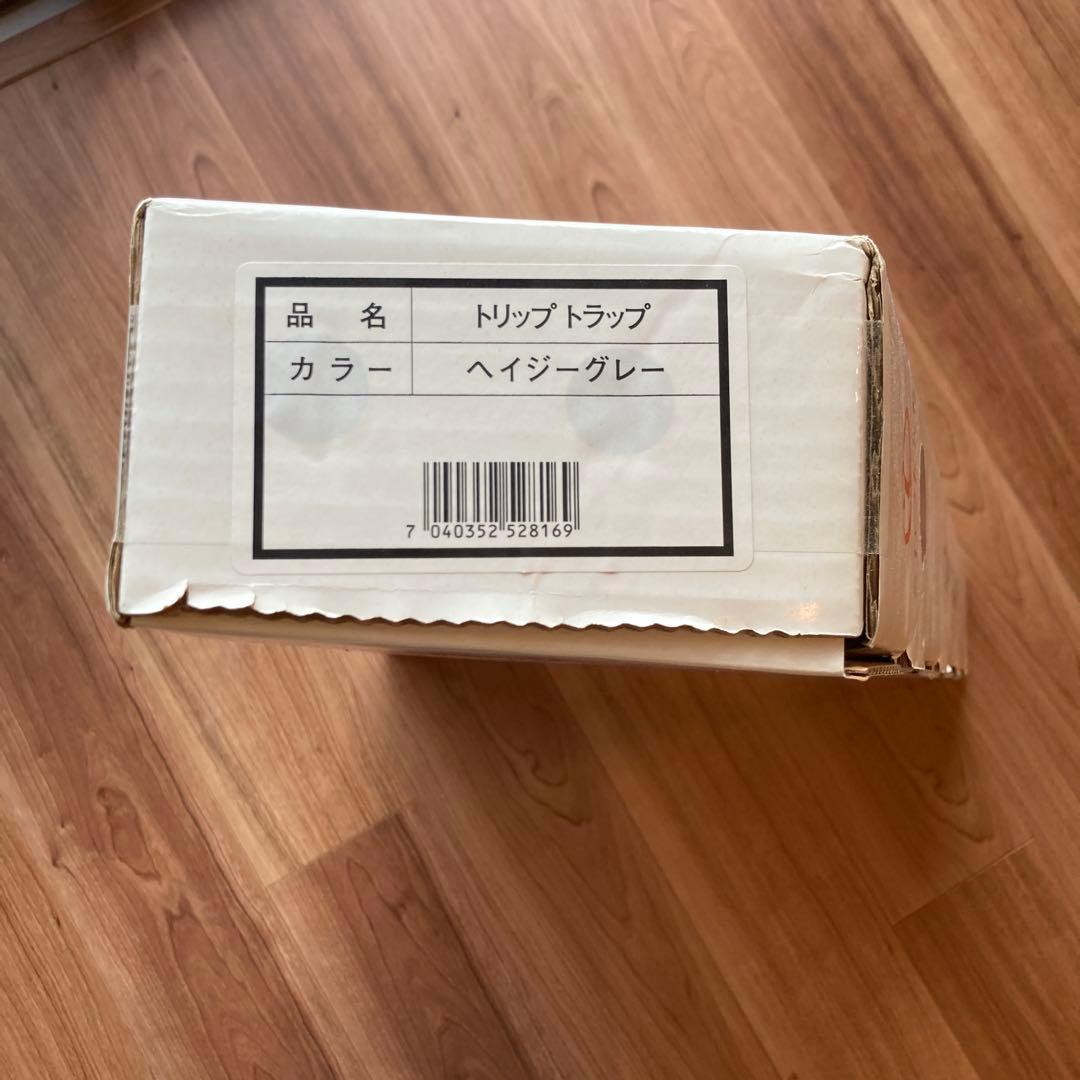 品 名 トリップ トラップ
カラー ヘイジーグレー
7 040352 528169